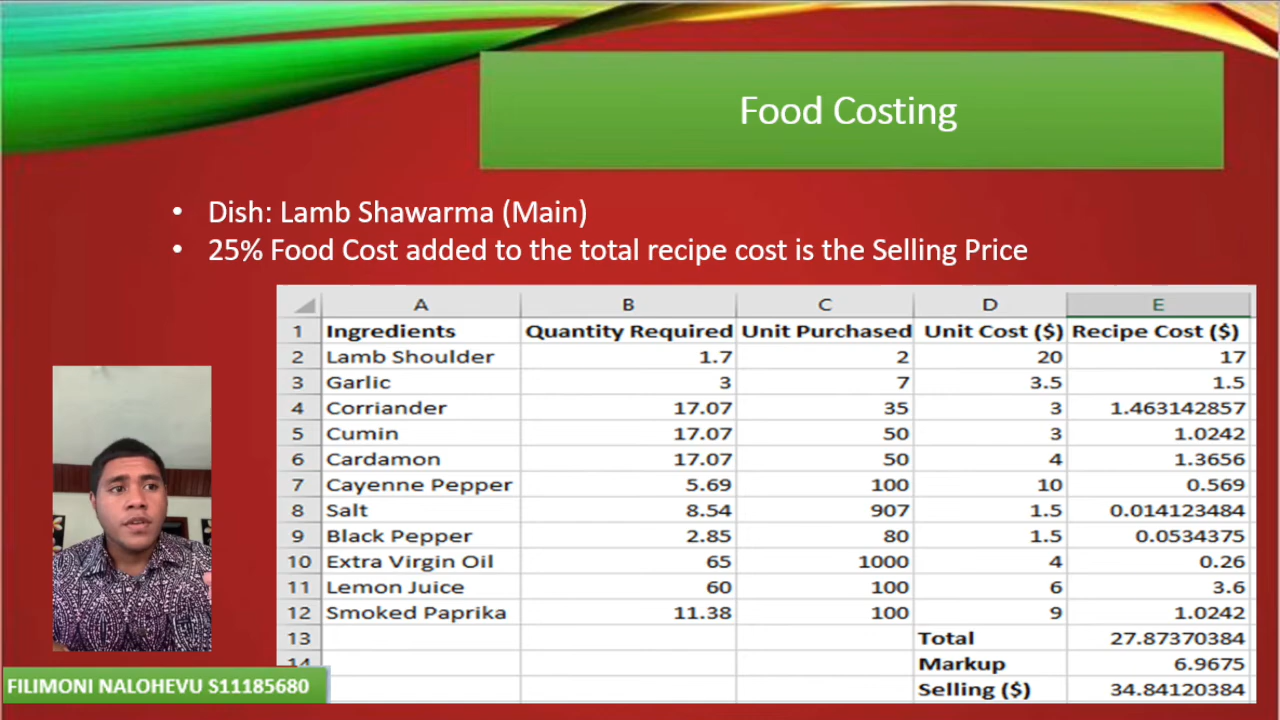 Food Costing
• Dish: Lamb Shawarma (Main)
• 25% Food Cost added to the total recipe cost is the Selling Price
A B C D E
1 Ingredients Quantity Required Unit Purchased Unit Cost ($) Recipe Cost ($)
2 Lamb Shoulder 1.7 2 20 17
3 Garlic 3 7 3.5 1.5
4 Corriander 17.07 35 3 1.463142857
5 Cumin 17.07 50 3 1.0242
6 Cardamon 17.07 50 4 1.3656
7 Cayenne Pepper 5.69 100 10 0.569
8 Salt 8.54 907 1.5 0.014123484
9 Black Pepper 2.85 80 1.5 0.0534375
10 Extra Virgin Oil 65 1000 4 0.26
11 Lemon Juice 60 100 6 3.6
12 Smoked Paprika 11.38 100 9 1.0242
13 Total 27.87370384
14 Markup 6.9675
Selling ($) 34.84120384
FILIMONI NALOHEVU S11185680